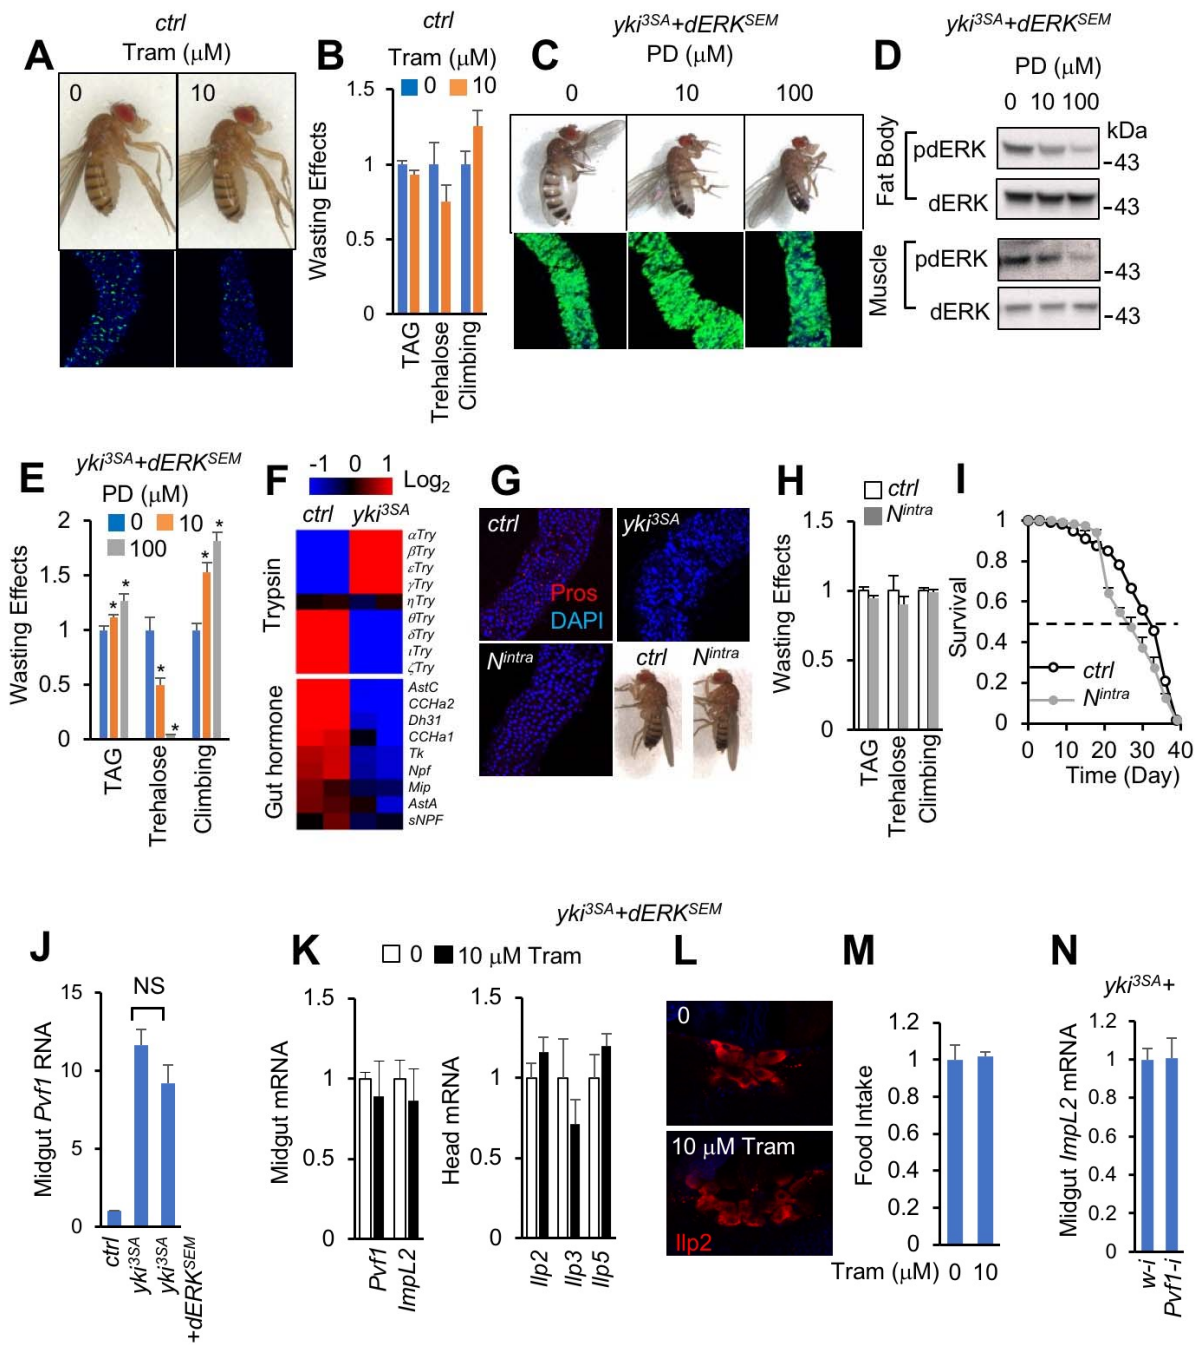 A
ctrl
Tram (μM)
0
10
B
ctrl
Tram (μM)
0 10
Wasting Effects
1.5
1
0.5
0
TAG
Trehalose
Climbing
C
yki3SA+dERKSEM
PD (μM)
0 10 100
D
yki3SA+dERKSEM
PD (μM)
0 10 100
kDa
Fat Body
pdERK
-43
dERK
-43
Muscle
pdERK
-43
dERK
-43
E
yki3SA+dERKSEM
PD (μM)
0 10
100
Wasting Effects
2
1.5
1
0.5
0
* * * * * *
TAG
Trehalose
Climbing
F
-1 0 1
Log2
ctrl yki3SA
Trypsin
αTry
βTry
εTry
γTry
ηTry
θTry
δTry
ιTry
ζTry
Gut hormone
AstC
CCHa2
Dh31
CCHa1
Tk
Npf
Mip
AstA
sNPF
G
ctrl
yki3SA
Pros
DAPI
Nintra
ctrl
Nintra
H
ctrl
Nintra
Wasting Effects
1.5
1
0.5
0
TAG
Trehalose
Climbing
I
Survival
1
0.8
0.6
0.4
0.2
0
ctrl
Nintra
0 10 20 30 40
Time (Day)
J
Midgut Pvf1 RNA
15
10
5
0
NS
ctrl
yki3SA
yki3SA
+dERKSEM
yki3SA+dERKSEM
K
0 10 μM Tram
Midgut mRNA
1.5
1
0.5
0
Pvf1
ImpL2
Head mRNA
1.5
1
0.5
0
Ilp2
Ilp3
Ilp5
L
0
10 μM Tram
Ilp2
M
Food Intake
1.2
1
0.8
0.6
0.4
0.2
0
Tram (μM) 0 10
N
yki3SA+
Midgut ImpL2 mRNA
1.2
1
0.8
0.6
0.4
0.2
0
w-i
Pvf1-i